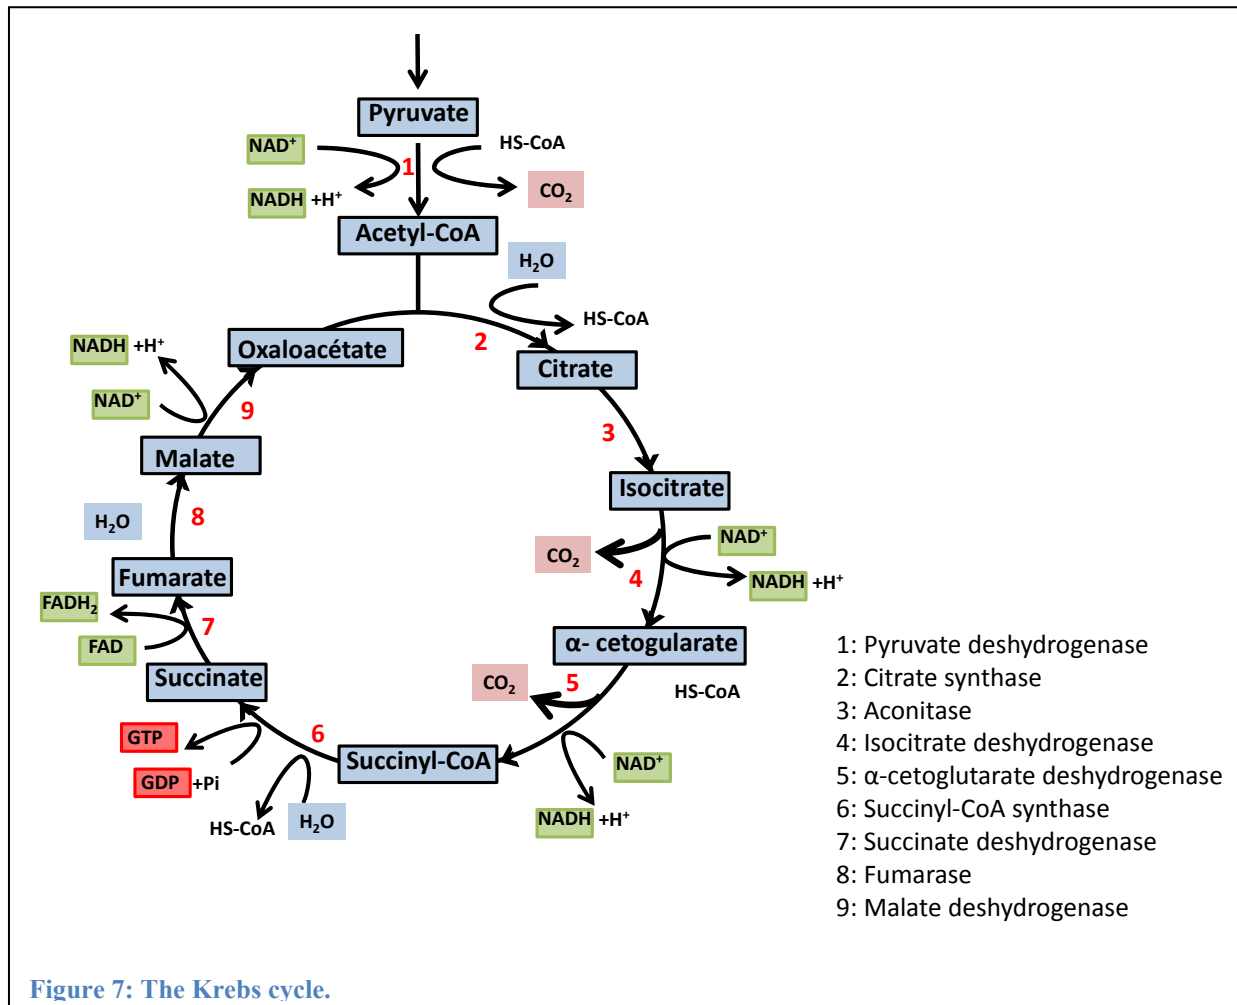 Pyruvate
NAD⁺
HS-CoA
1
NADH +H⁺
CO₂
Acetyl-CoA
H₂O
HS-CoA
2
Oxaloacétate
Citrate
NADH +H⁺
NAD⁺
9
3
Malate
Isocitrate
H₂O
8
CO₂
NAD⁺
4
NADH +H⁺
Fumarate
FADH₂
7
FAD
α- cetogularate
CO₂
5
HS-CoA
Succinate
GTP
6
Succinyl-CoA
NAD⁺
GDP +Pi
HS-CoA
H₂O
NADH +H⁺
1: Pyruvate deshydrogenase
2: Citrate synthase
3: Aconitase
4: Isocitrate deshydrogenase
5: α-cetoglutarate deshydrogenase
6: Succinyl-CoA synthase
7: Succinate deshydrogenase
8: Fumarase
9: Malate deshydrogenase
Figure 7: The Krebs cycle.